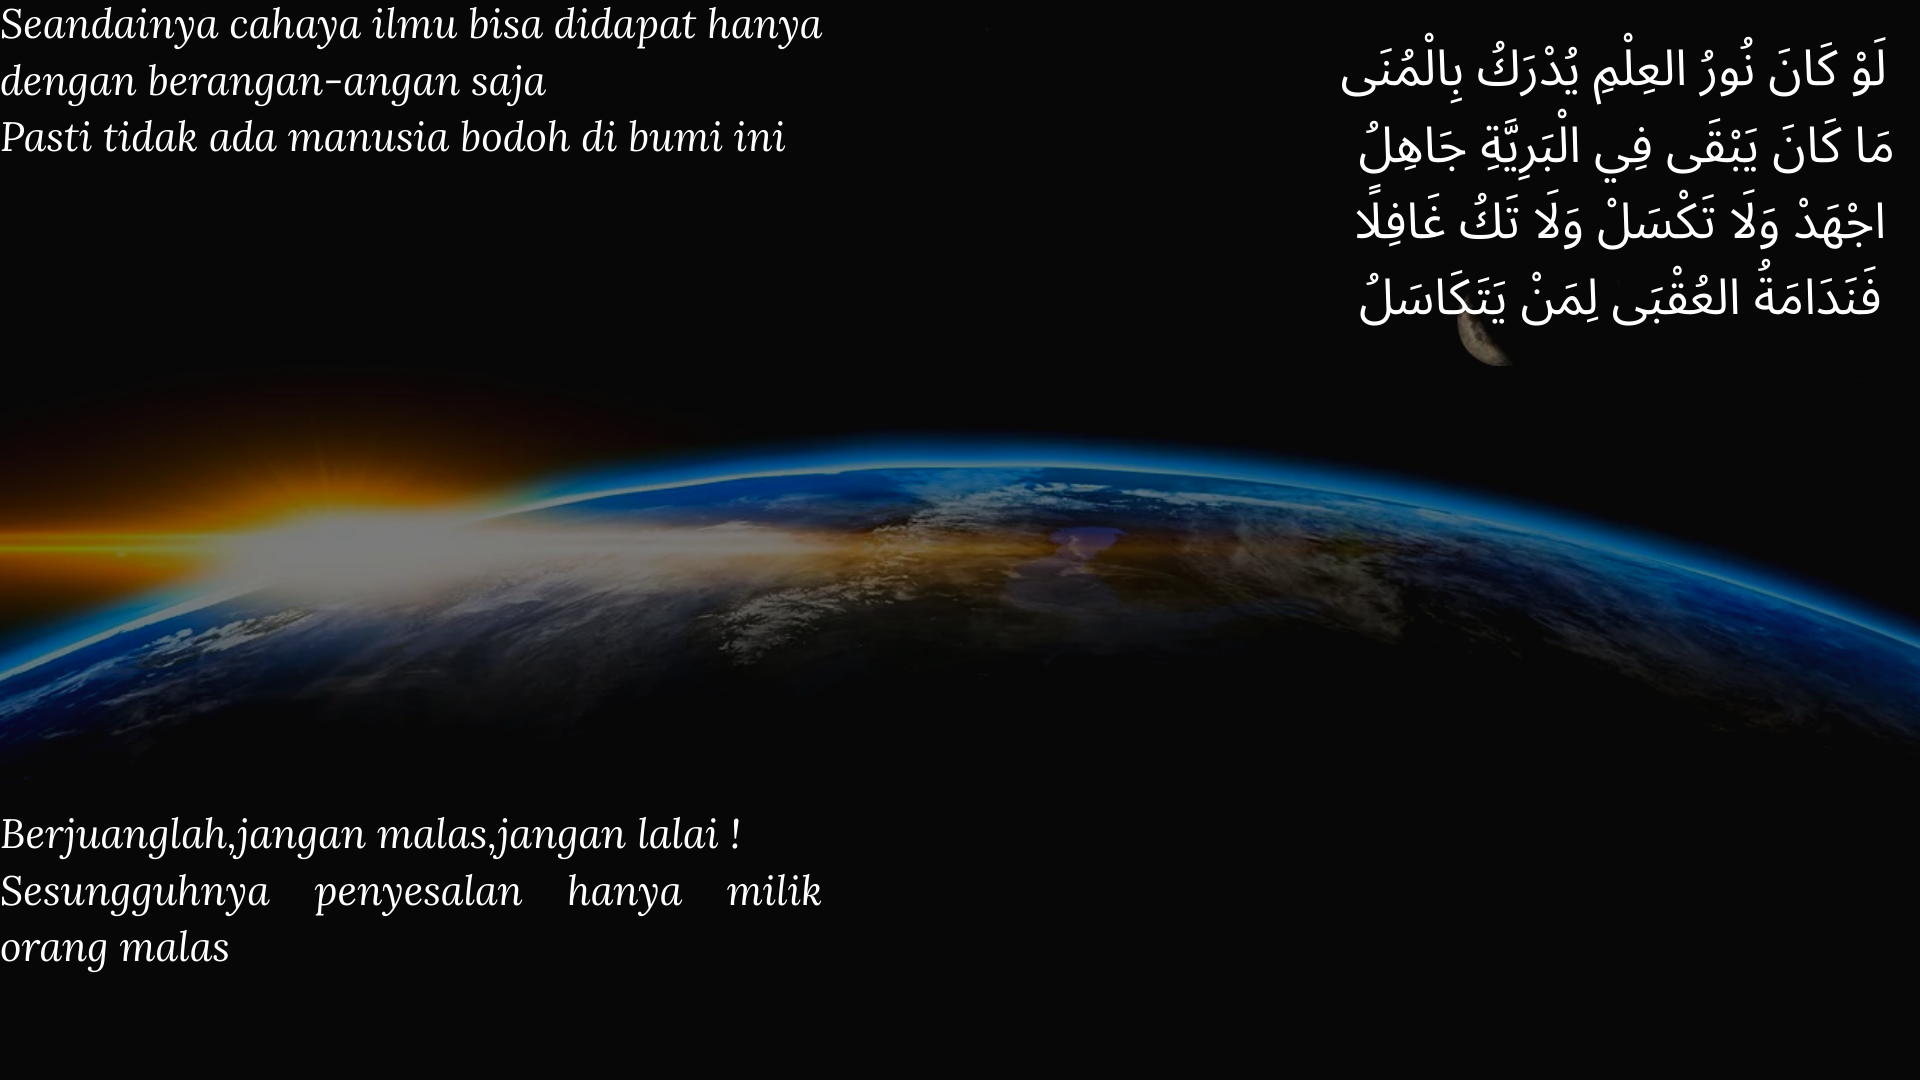 Seandainya cahaya ilmu bisa didapat hanya
dengan berangan-angan saja
Pasti tidak ada manusia bodoh di bumi ini
لَوْ كَانَ نُورُ العِلْمِ يُدْرَكُ بِالْمُنَى
مَا كَانَ يَبْقَى فِي الْبَرِيَّةِ جَاهِلُ
اجْهَدْ وَلَا تَكْسَلْ وَلَا تَكُ غَافِلًا
فَنَدَامَةُ العُقْبَى لِمَنْ يَتَكَاسَلُ
Berjuanglah,jangan malas,jangan lalai !
Sesungguhnya penyesalan hanya milik
orang malas